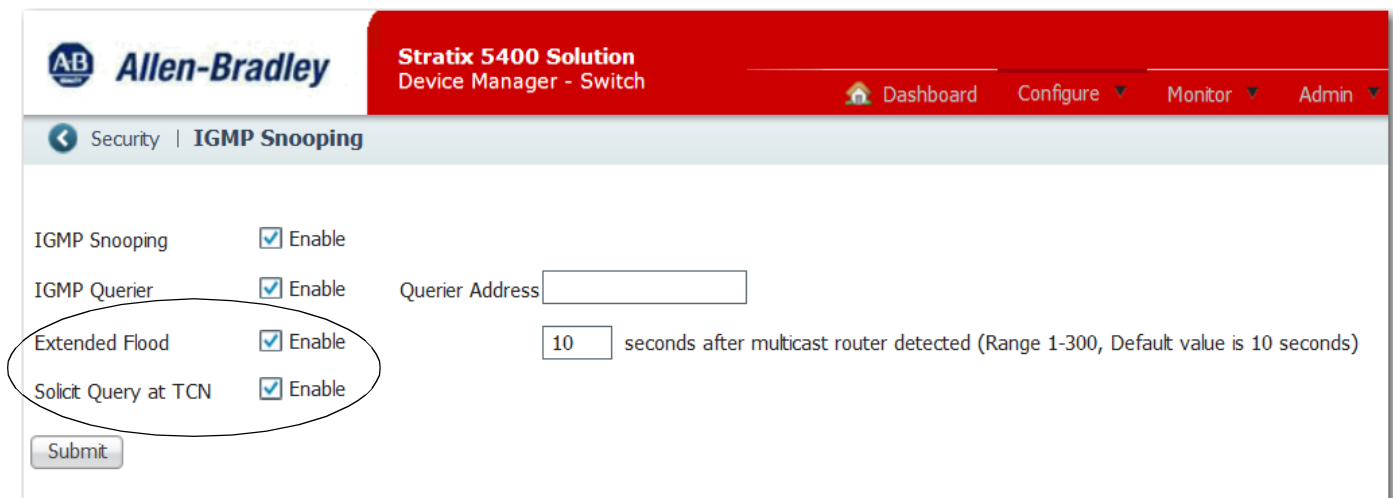 AB
QUALITY
Allen-Bradley
Stratix 5400 Solution
Device Manager - Switch
Dashboard Configure Monitor Admin
Security | IGMP Snooping
IGMP Snooping Enable
IGMP Querier Enable Querier Address
Extended Flood Enable 10 seconds after multicast router detected (Range 1-300, Default value is 10 seconds)
Solicit Query at TCN Enable
Submit